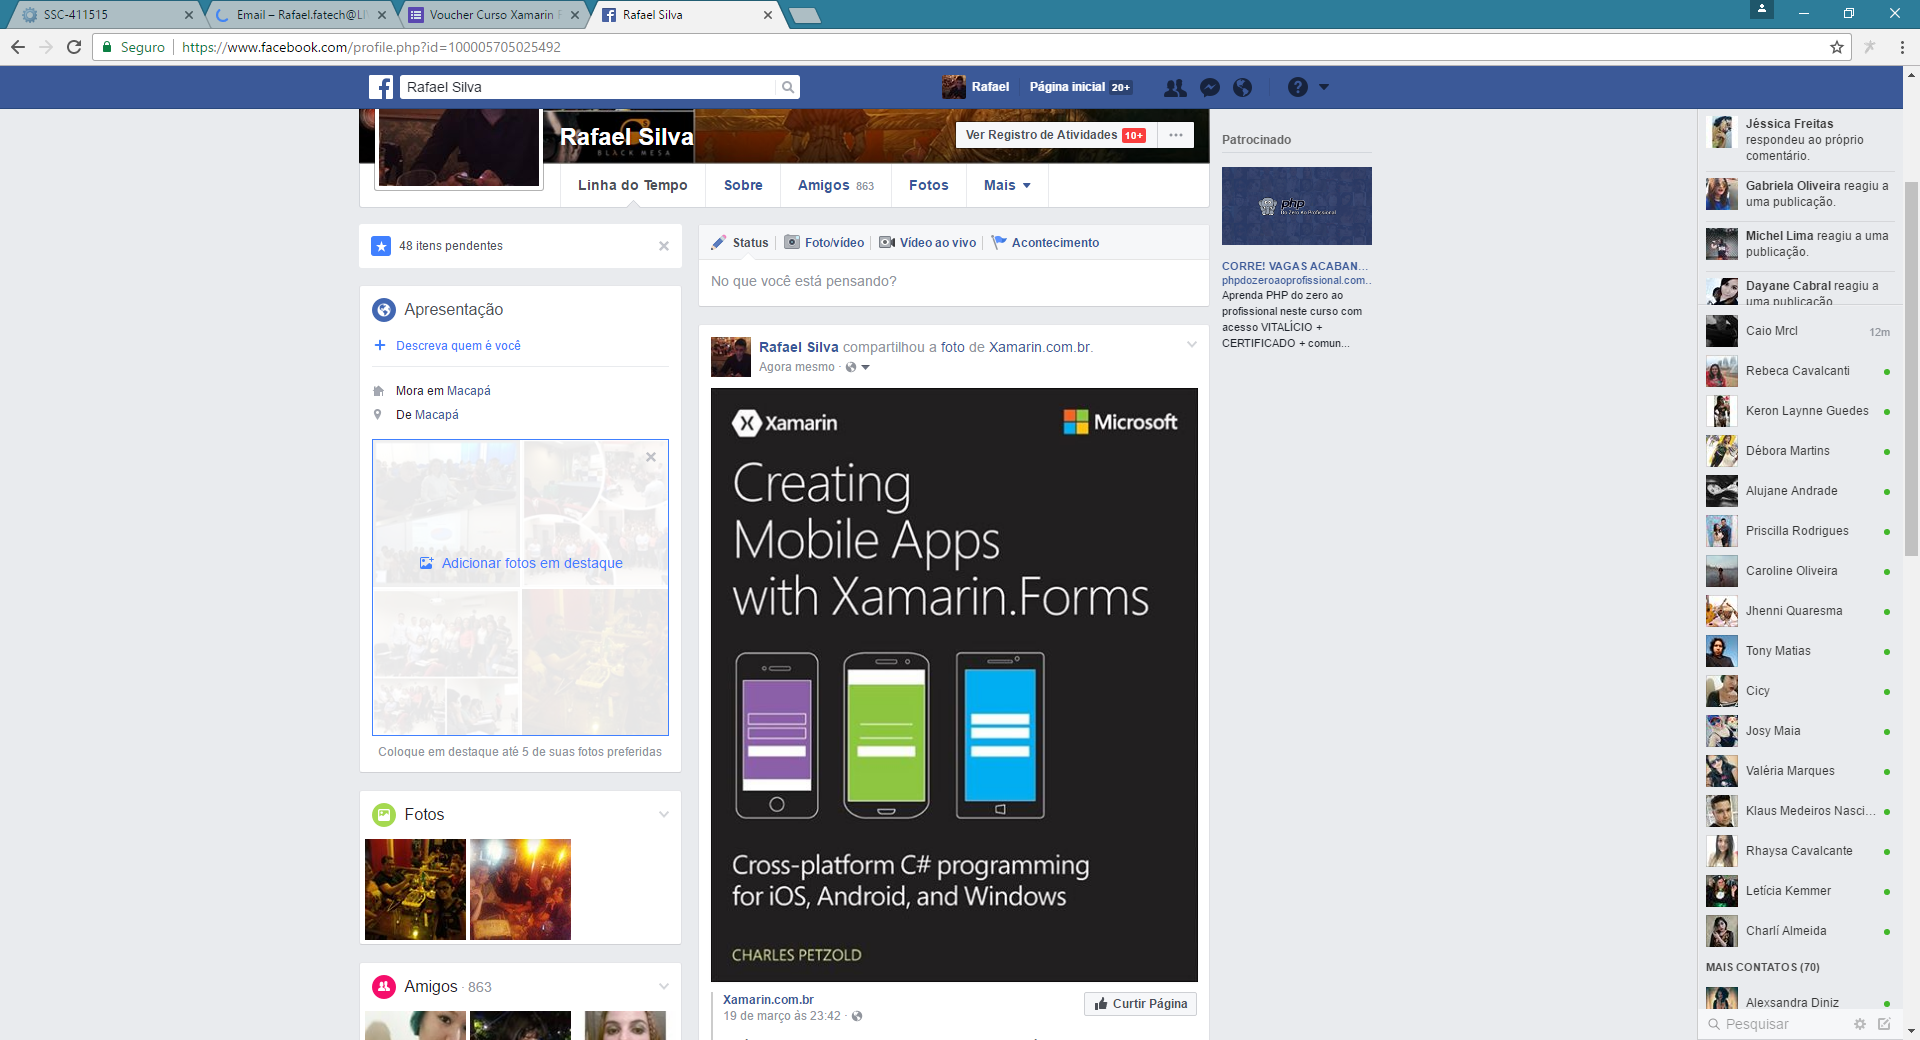 SSC-411515
Email – Rafael.fatech@LI
Voucher Curso Xamarin F
Rafael Silva
Seguro
https://www.facebook.com/profile.php?id=100005705025492
Rafael Silva
Rafael
Página inicial 20+
Rafael Silva
BLACK MESA
Ver Registro de Atividades 10+
Linha do Tempo
Sobre
Amigos 863
Fotos
Mais
48 itens pendentes
Apresentação
Descreva quem é você
Mora em Macapá
De Macapá
Adicionar fotos em destaque
Coloque em destaque até 5 de suas fotos preferidas
Fotos
Amigos · 863
Status
Foto/vídeo
Vídeo ao vivo
Acontecimento
No que você está pensando?
Rafael Silva compartilhou a foto de Xamarin.com.br.
Agora mesmo ·
Xamarin
Microsoft
Creating
Mobile Apps
with Xamarin.Forms
Cross-platform C# programming
for iOS, Android, and Windows
CHARLES PETZOLD
Xamarin.com.br
19 de março ás 23:42 ·
Curtir Página
Patrocinado
php
Do Zero Ao Profissional
CORRE! VAGAS ACABAN...
phpdozeroaoprofissional.com...
Aprenda PHP do zero ao
profissional neste curso com
acesso VITALÍCIO +
CERTIFICADO + comun...
Jéssica Freitas
respondeu ao próprio
comentário.
Gabriela Oliveira reagiu a
uma publicação.
Michel Lima reagiu a uma
publicação.
Dayane Cabral reagiu a
uma publicação
Caio Mrcl 12m
Rebeca Cavalcanti
Keron Laynne Guedes
Débora Martins
Alujane Andrade
Priscilla Rodrigues
Caroline Oliveira
Jhenni Quaresma
Tony Matias
Cicy
Josy Maia
Valéria Marques
Klaus Medeiros Nasci...
Rhaysa Cavalcante
Letícia Kemmer
Charlí Almeida
MAIS CONTATOS (70)
Alexsandra Diniz
Pesquisar